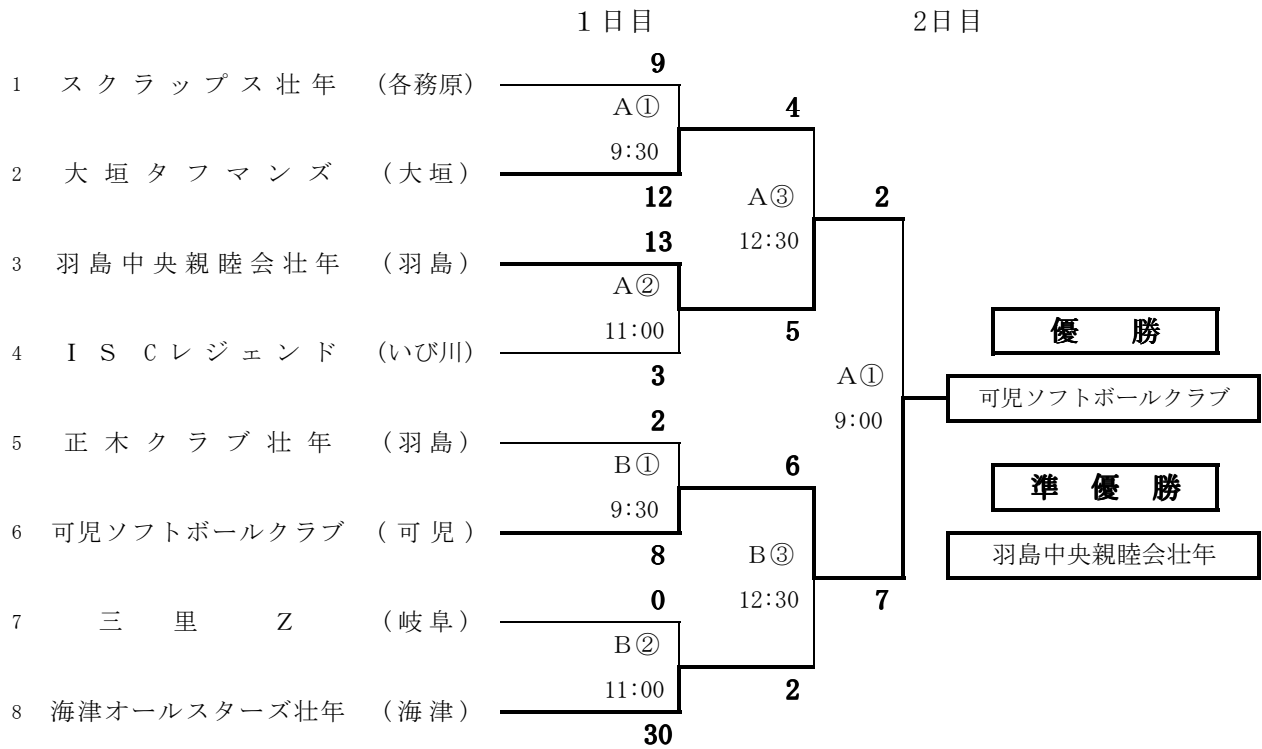 １日目 2日目
9
1 スクラップス壮年 (各務原)
A① 4
9:30
2 大垣タフマンズ (大垣)
12 A③ 2
13 12:30
3 羽島中央親睦会壮年 (羽島)
A②
11:00 5 優　勝
4 ＩＳCレジェンド (いび川)
3 A① 可児ソフトボールクラブ
2 9:00
5 正木クラブ壮年 (羽島)
B① 6 準優勝
9:30
6 可児ソフトボールクラブ (可児)
8 B③ 羽島中央親睦会壮年
0 12:30 7
7 三里Z (岐阜)
B②
11:00 2
8 海津オールスターズ壮年 (海津)
30